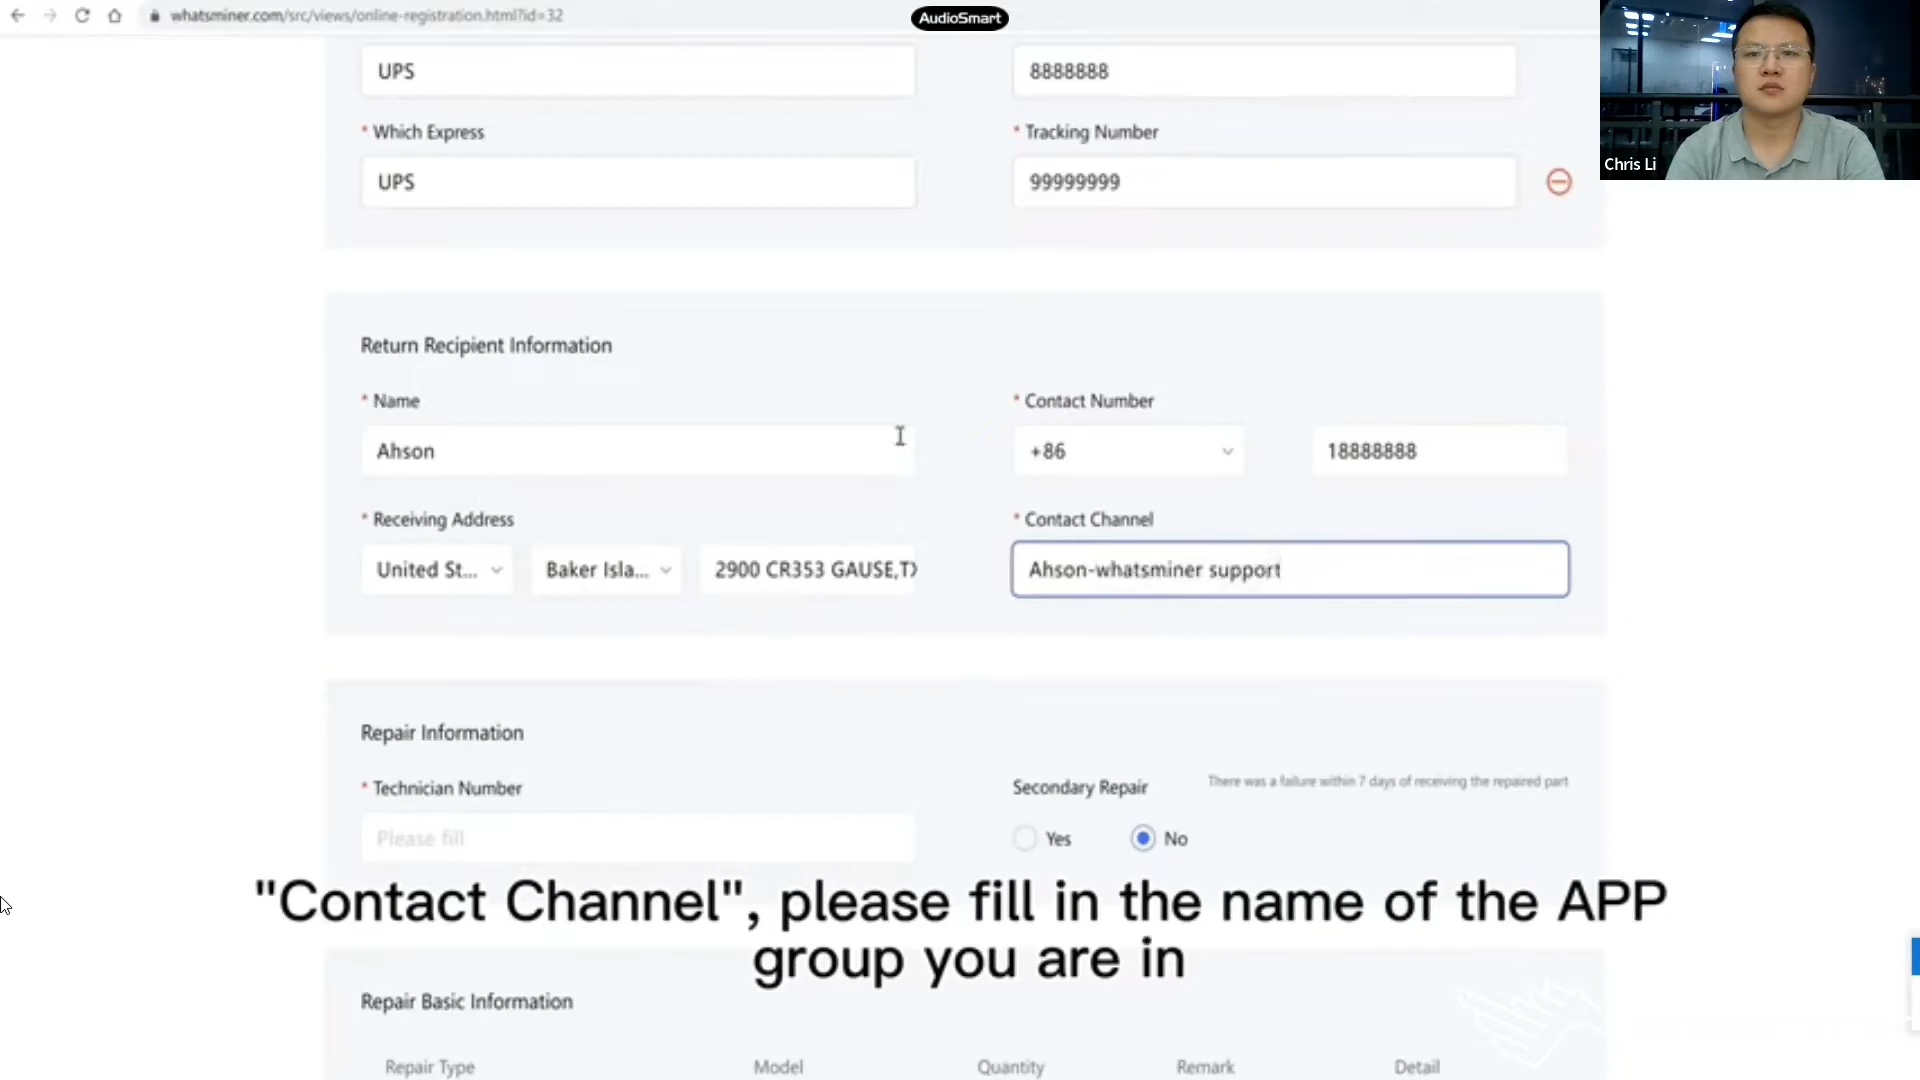 whatsminer.com/src/views/online-registration.html?id=32
AudioSmart
UPS
8888888
* Which Express
* Tracking Number
UPS
99999999
Chris Li
Return Recipient Information
* Name
* Contact Number
Ahson
+86
18888888
* Receiving Address
* Contact Channel
United St...
Baker Isla...
2900 CR353 GAUSE,TX
Ahson-whatsminer support
Repair Information
* Technician Number
Secondary Repair
There was a failure within 7 days of receiving the repaired part
Please fill
Yes
No
"Contact Channel", please fill in the name of the APP
group you are in
Repair Basic Information
Repair Type
Model
Quantity
Remark
Detail